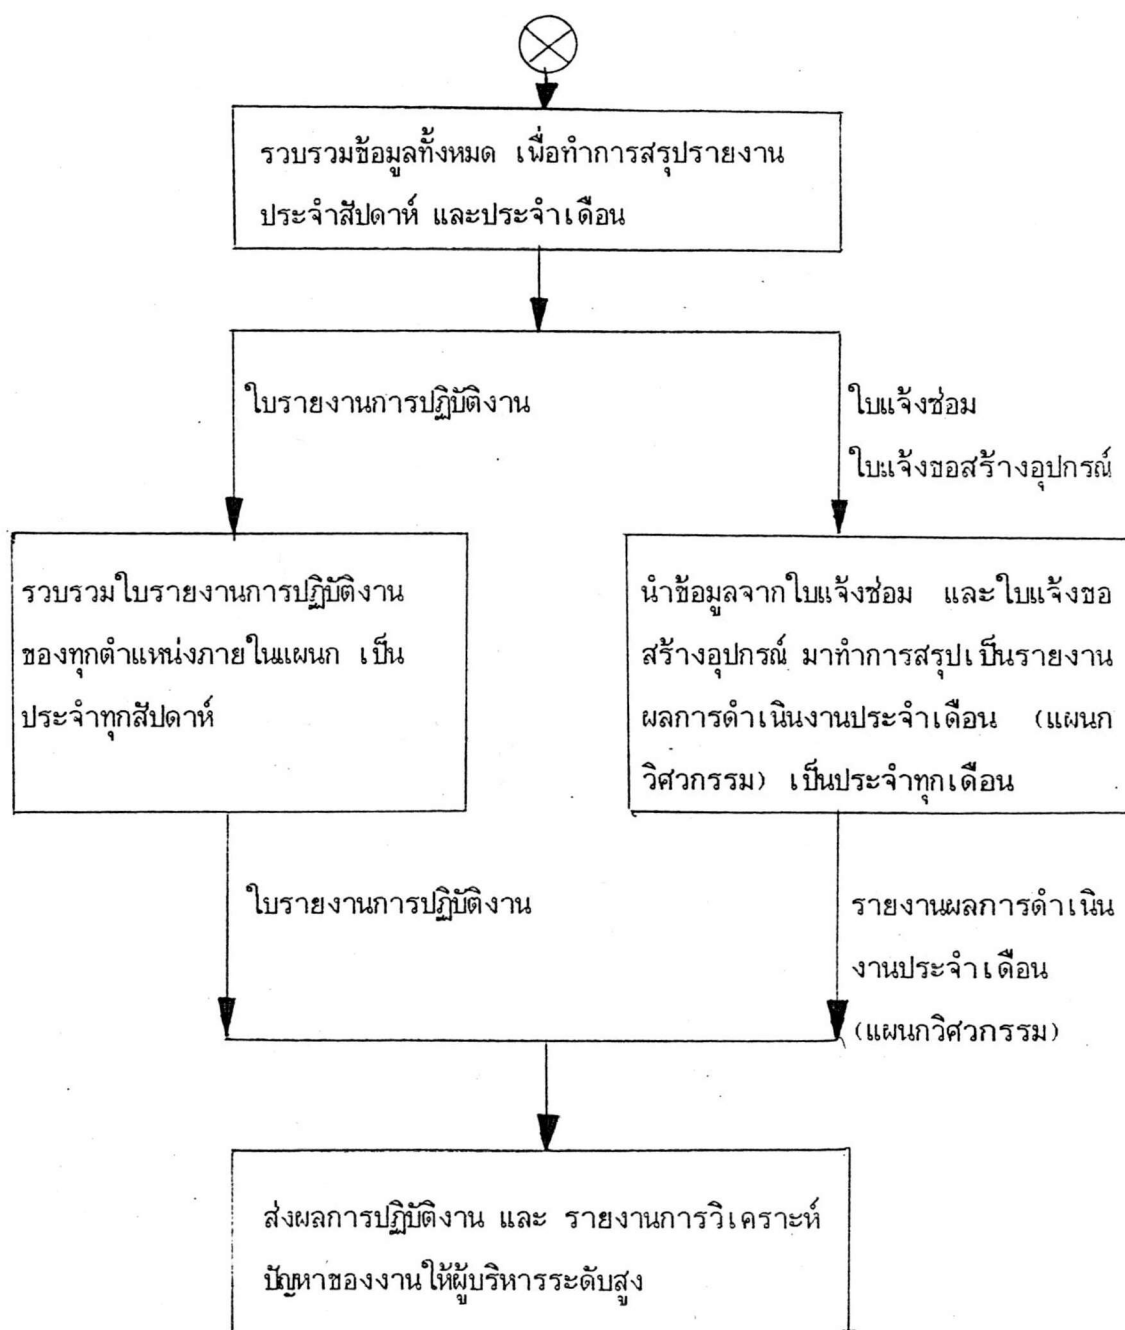 รวบรวมข้อมูลทั้งหมด เพื่อทำการสรุปรายงาน
ประจำสัปดาห์ และประจำเดือน
ใบรายงานการปฏิบัติงาน
ใบแจ้งซ่อม
ใบแจ้งขอสร้างอุปกรณ์
รวบรวมใบรายงานการปฏิบัติงาน
ของทุกตำแหน่งภายในแผนก เป็น
ประจำทุกสัปดาห์
นำข้อมูลจากใบแจ้งซ่อม และใบแจ้งขอ
สร้างอุปกรณ์ มาทำการสรุปเป็นรายงาน
ผลการดำเนินงานประจำเดือน (แผนก
วิศวกรรม) เป็นประจำทุกเดือน
ใบรายงานการปฏิบัติงาน
รายงานผลการดำเนิน
งานประจำเดือน
(แผนกวิศวกรรม)
ส่งผลการปฏิบัติงาน และ รายงานการวิเคราะห์
ปัญหาของงานให้ผู้บริหารระดับสูง